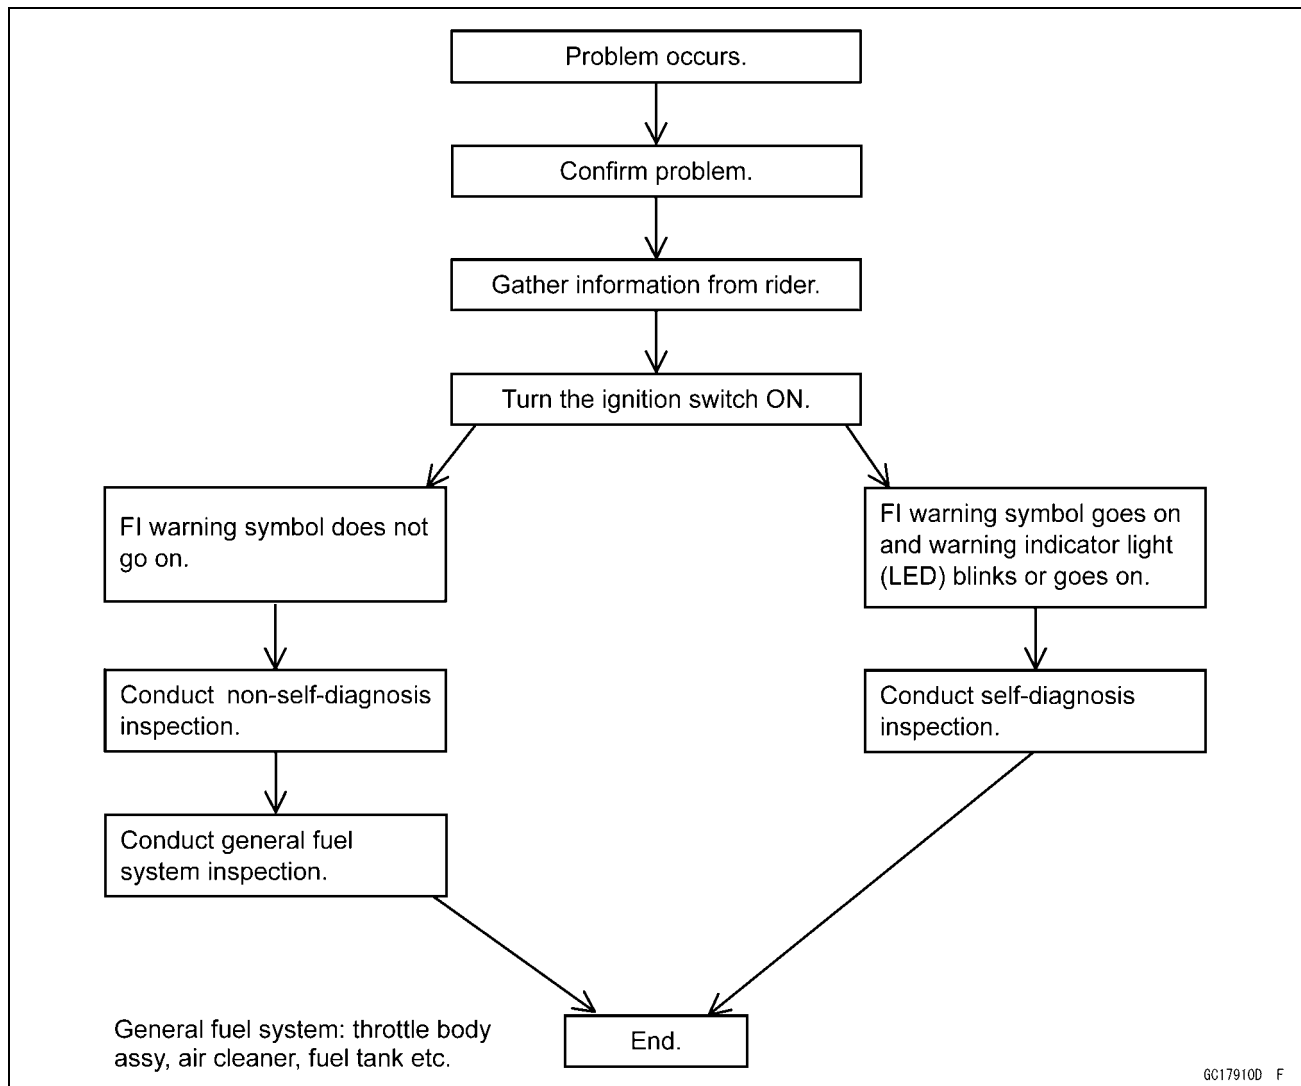 Problem occurs.
Confirm problem.
Gather information from rider.
Turn the ignition switch ON.
FI warning symbol does not
go on.
FI warning symbol goes on
and warning indicator light
(LED) blinks or goes on.
Conduct non-self-diagnosis
inspection.
Conduct self-diagnosis
inspection.
Conduct general fuel
system inspection.
General fuel system: throttle body
assy, air cleaner, fuel tank etc.
End.
GC17910D F